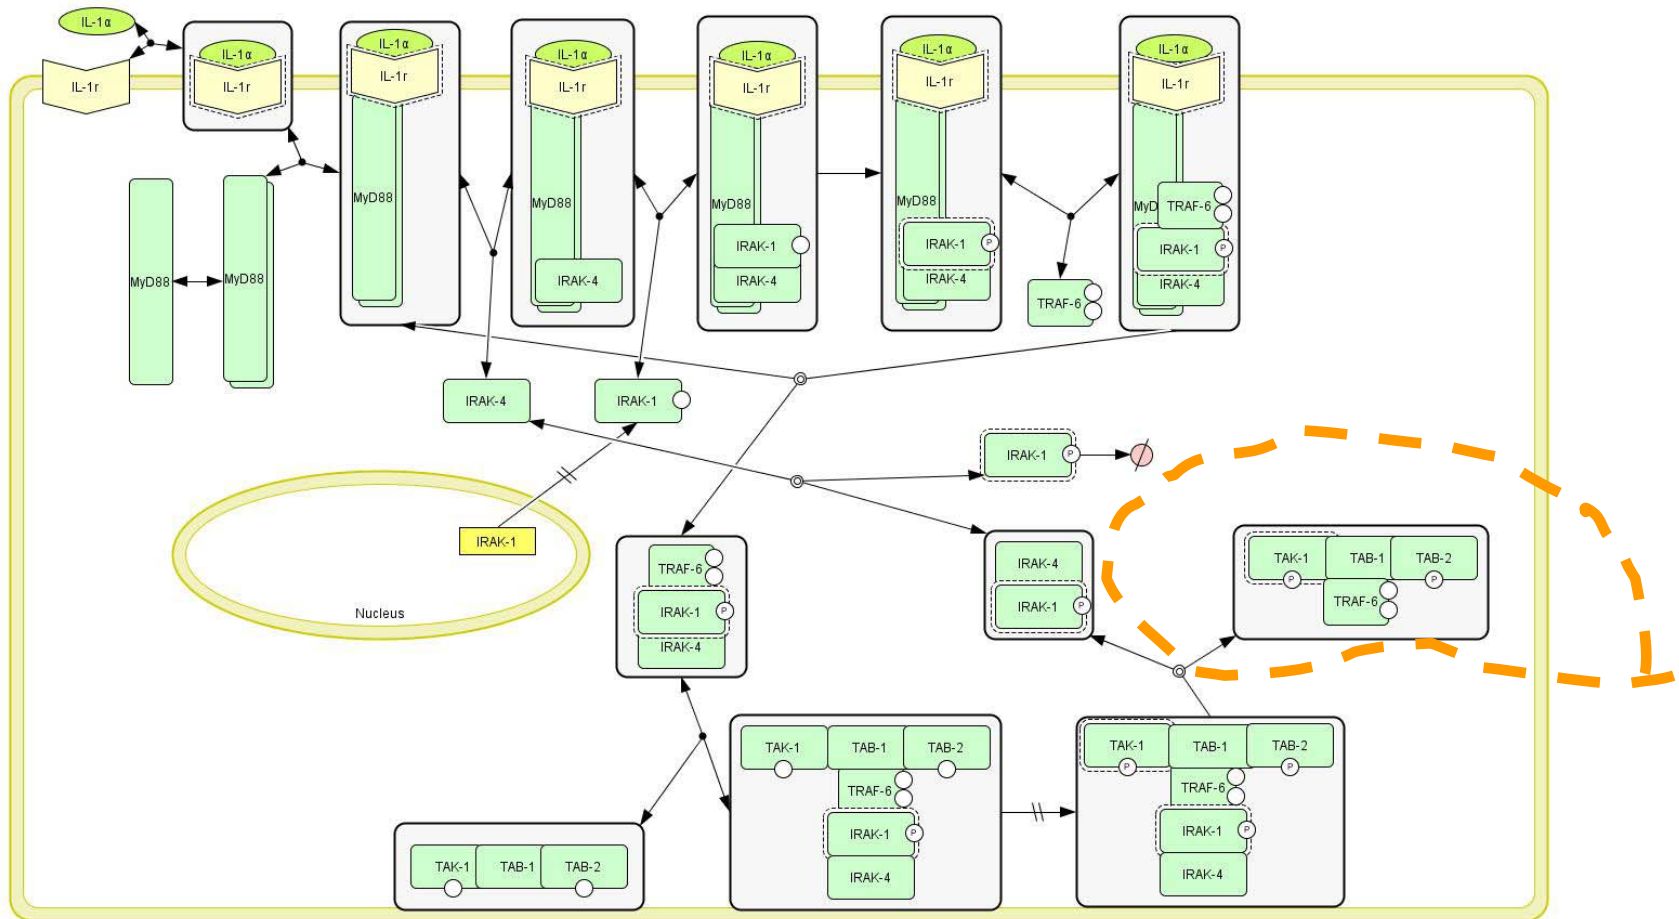 IL-1α
IL-1r
IL-1α
IL-1r
IL-1α
IL-1r
MyD88
IL-1α
IL-1r
MyD88
IRAK-4
IL-1α
IL-1r
MyD88
IRAK-1
IRAK-4
IL-1α
IL-1r
MyD88
IRAK-1
P
IRAK-4
IL-1α
IL-1r
MyD
TRAF-6
IRAK-1
P
IRAK-4
MyD88
MyD88
TRAF-6
IRAK-4
IRAK-1
IRAK-1
P
IRAK-1
Nucleus
TRAF-6
IRAK-1
P
IRAK-4
IRAK-4
IRAK-1
P
TAK-1
TAB-1
TAB-2
P
P
TRAF-6
TAK-1
TAB-1
TAB-2
TRAF-6
IRAK-1
P
IRAK-4
TAK-1
TAB-1
TAB-2
P
P
TRAF-6
IRAK-1
P
IRAK-4
TAK-1
TAB-1
TAB-2